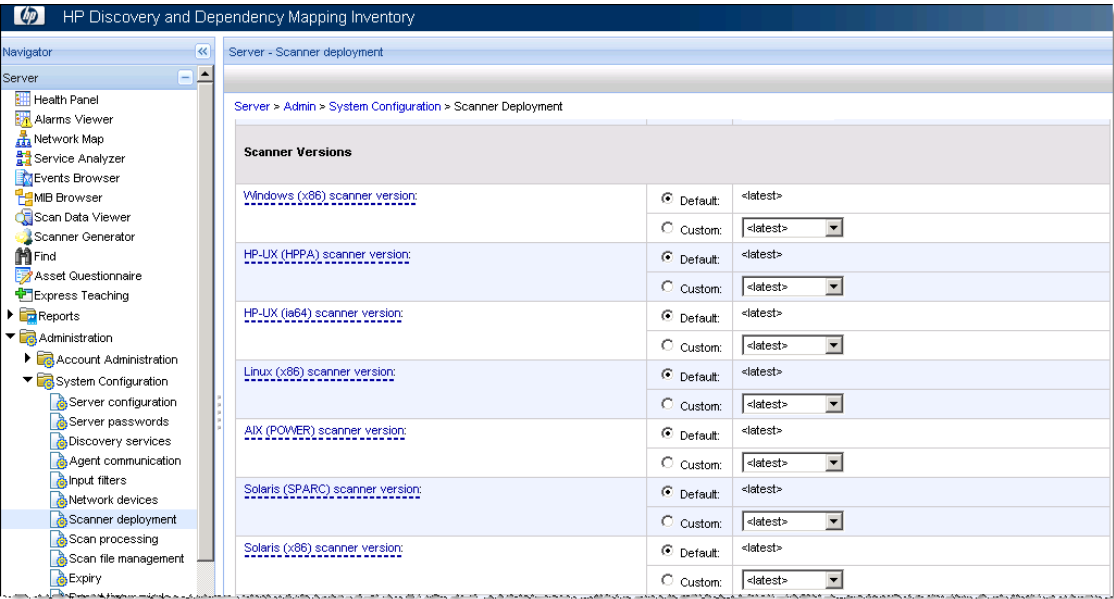 hp HP Discovery and Dependency Mapping Inventory
Navigator
Server
Health Panel
Alarms Viewer
Network Map
Service Analyzer
Events Browser
MIB Browser
Scan Data Viewer
Scanner Generator
Find
Asset Questionnaire
Express Teaching
Reports
Administration
Account Administration
System Configuration
Server configuration
Server passwords
Discovery services
Agent communication
Input filters
Network devices
Scanner deployment
Scan processing
Scan file management
Expiry
Server - Scanner deployment
Server > Admin > System Configuration > Scanner Deployment
Scanner Versions
Windows (x86) scanner version: Default: <latest>
Custom: <latest>
HP-UX (HPPA) scanner version: Default: <latest>
Custom: <latest>
HP-UX (ia64) scanner version: Default: <latest>
Custom: <latest>
Linux (x86) scanner version: Default: <latest>
Custom: <latest>
AIX (POWER) scanner version: Default: <latest>
Custom: <latest>
Solaris (SPARC) scanner version: Default: <latest>
Custom: <latest>
Solaris (x86) scanner version: Default: <latest>
Custom: <latest>